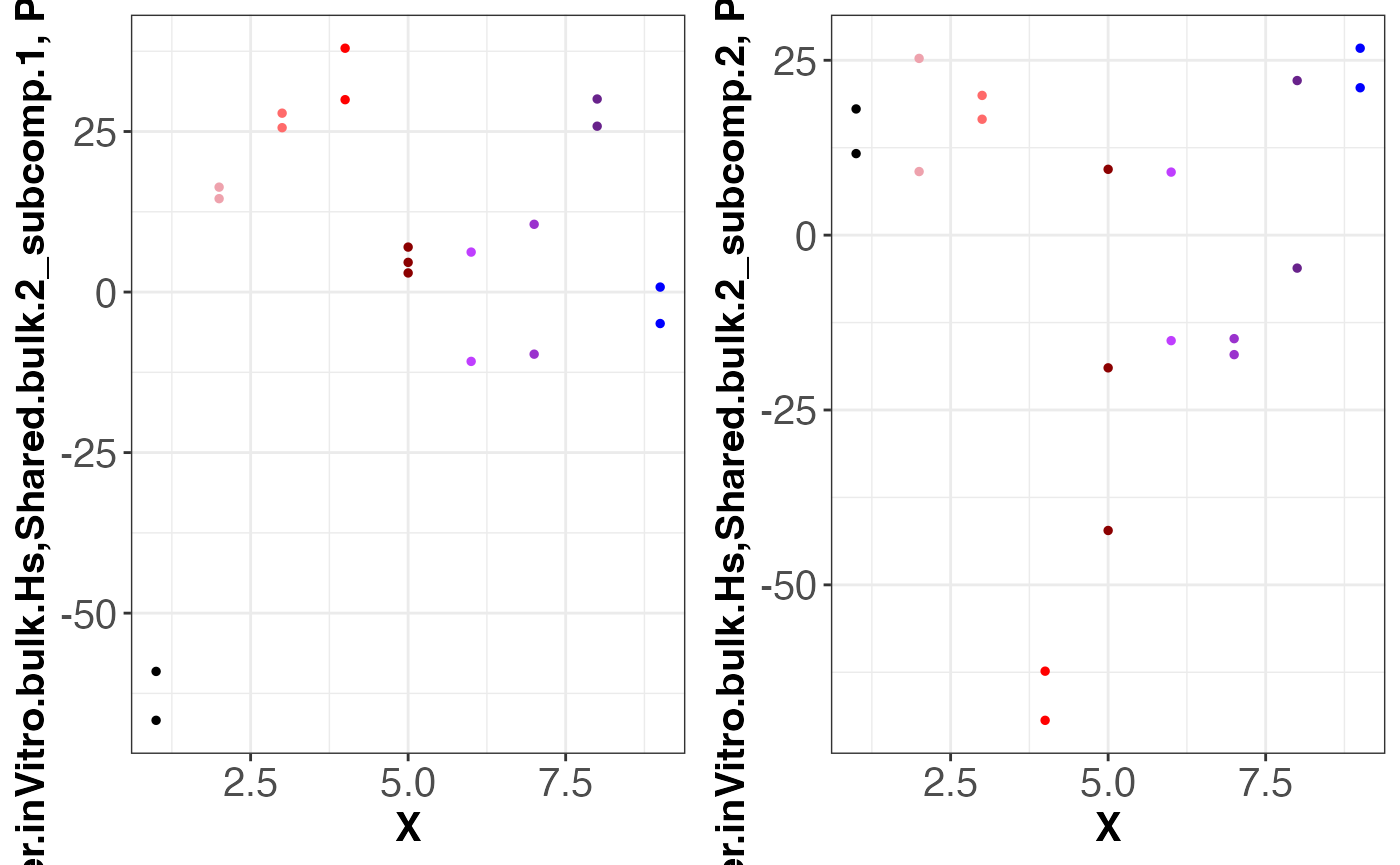 er.inVitro.bulk.Hs,Shared.bulk.2_subcomp.1, P
25
0
-25
-50
2.5 5.0 7.5
X
er.inVitro.bulk.Hs,Shared.bulk.2_subcomp.2, P
25
0
-25
-50
2.5 5.0 7.5
X